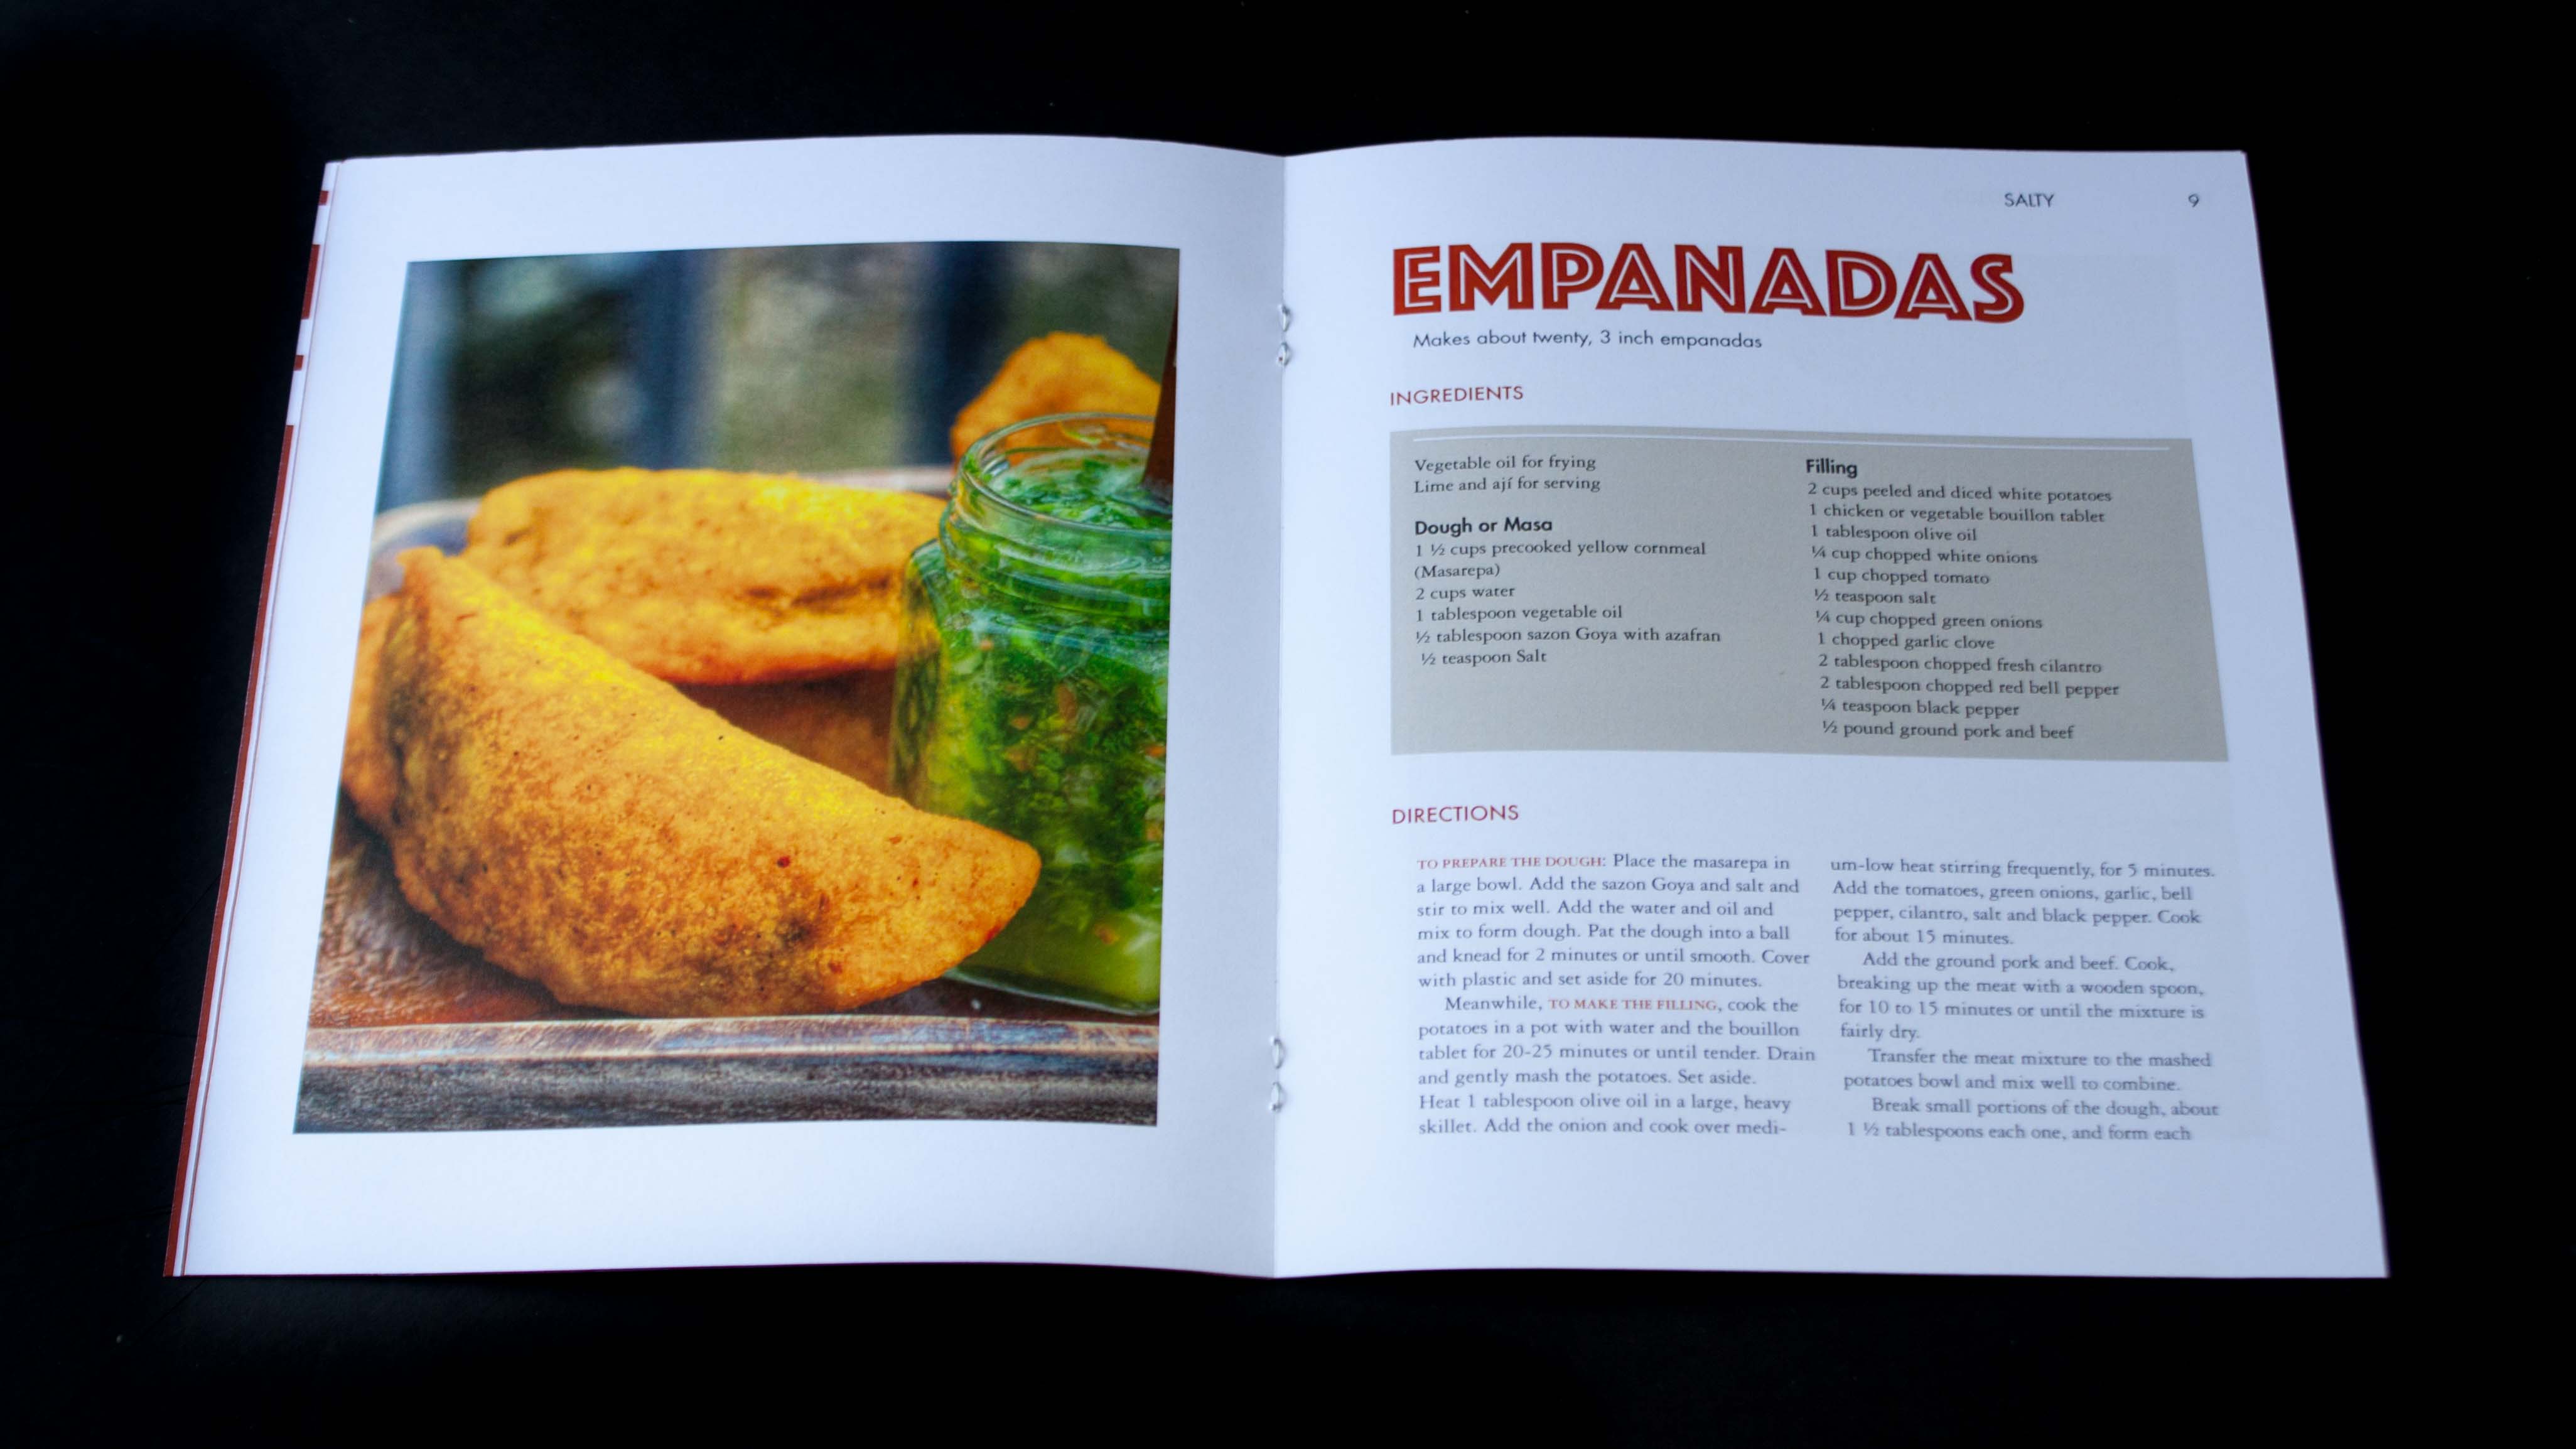 SALTY 9
EMPANADAS
Makes about twenty, 3 inch empanadas
INGREDIENTS
Vegetable oil for frying
Lime and ají for serving
Dough or Masa
1 ½ cups precooked yellow cornmeal
(Masarepa)
2 cups water
1 tablespoon vegetable oil
½ tablespoon sazon Goya with azafran
½ teaspoon Salt
Filling
2 cups peeled and diced white potatoes
1 chicken or vegetable bouillon tablet
1 tablespoon olive oil
¼ cup chopped white onions
1 cup chopped tomato
½ teaspoon salt
¼ cup chopped green onions
1 chopped garlic clove
2 tablespoon chopped fresh cilantro
2 tablespoon chopped red bell pepper
¼ teaspoon black pepper
½ pound ground pork and beef
DIRECTIONS
TO PREPARE THE DOUGH: Place the masarepa in
a large bowl. Add the sazon Goya and salt and
stir to mix well. Add the water and oil and
mix to form dough. Pat the dough into a ball
and knead for 2 minutes or until smooth. Cover
with plastic and set aside for 20 minutes.
Meanwhile, TO MAKE THE FILLING, cook the
potatoes in a pot with water and the bouillon
tablet for 20-25 minutes or until tender. Drain
and gently mash the potatoes. Set aside.
Heat 1 tablespoon olive oil in a large, heavy
skillet. Add the onion and cook over medi-
um-low heat stirring frequently, for 5 minutes.
Add the tomatoes, green onions, garlic, bell
pepper, cilantro, salt and black pepper. Cook
for about 15 minutes.
Add the ground pork and beef. Cook,
breaking up the meat with a wooden spoon,
for 10 to 15 minutes or until the mixture is
fairly dry.
Transfer the meat mixture to the mashed
potatoes bowl and mix well to combine.
Break small portions of the dough, about
1 ½ tablespoons each one, and form each